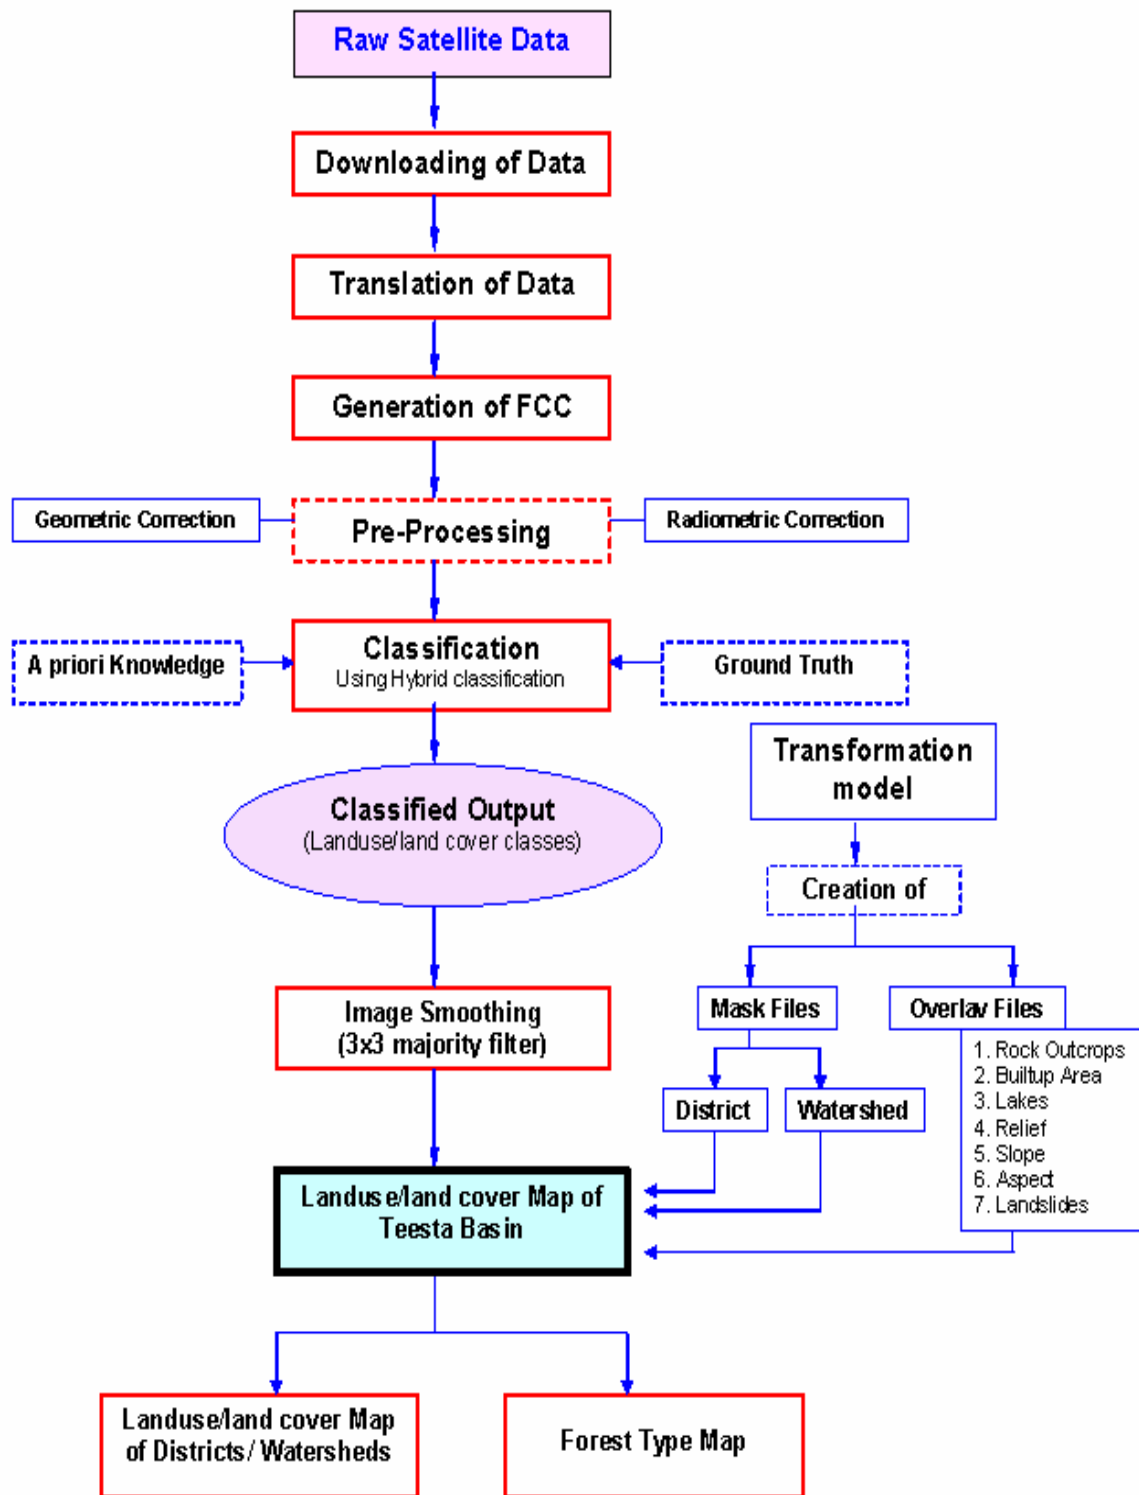 Raw Satellite Data
Downloading of Data
Translation of Data
Generation of FCC
Geometric Correction
Pre-Processing
Radiometric Correction
A priori Knowledge
Classification
Using Hybrid classification
Ground Truth
Transformation
model
Classified Output
(Landuse/land cover classes)
Creation of
Image Smoothing
(3x3 majority filter)
Mask Files
Overlay Files
1. Rock Outcrops
2. Builtup Area
3. Lakes
4. Relief
5. Slope
6. Aspect
7. Landslides
District
Watershed
Landuse/land cover Map of
Teesta Basin
Landuse/land cover Map
of Districts/ Watersheds
Forest Type Map